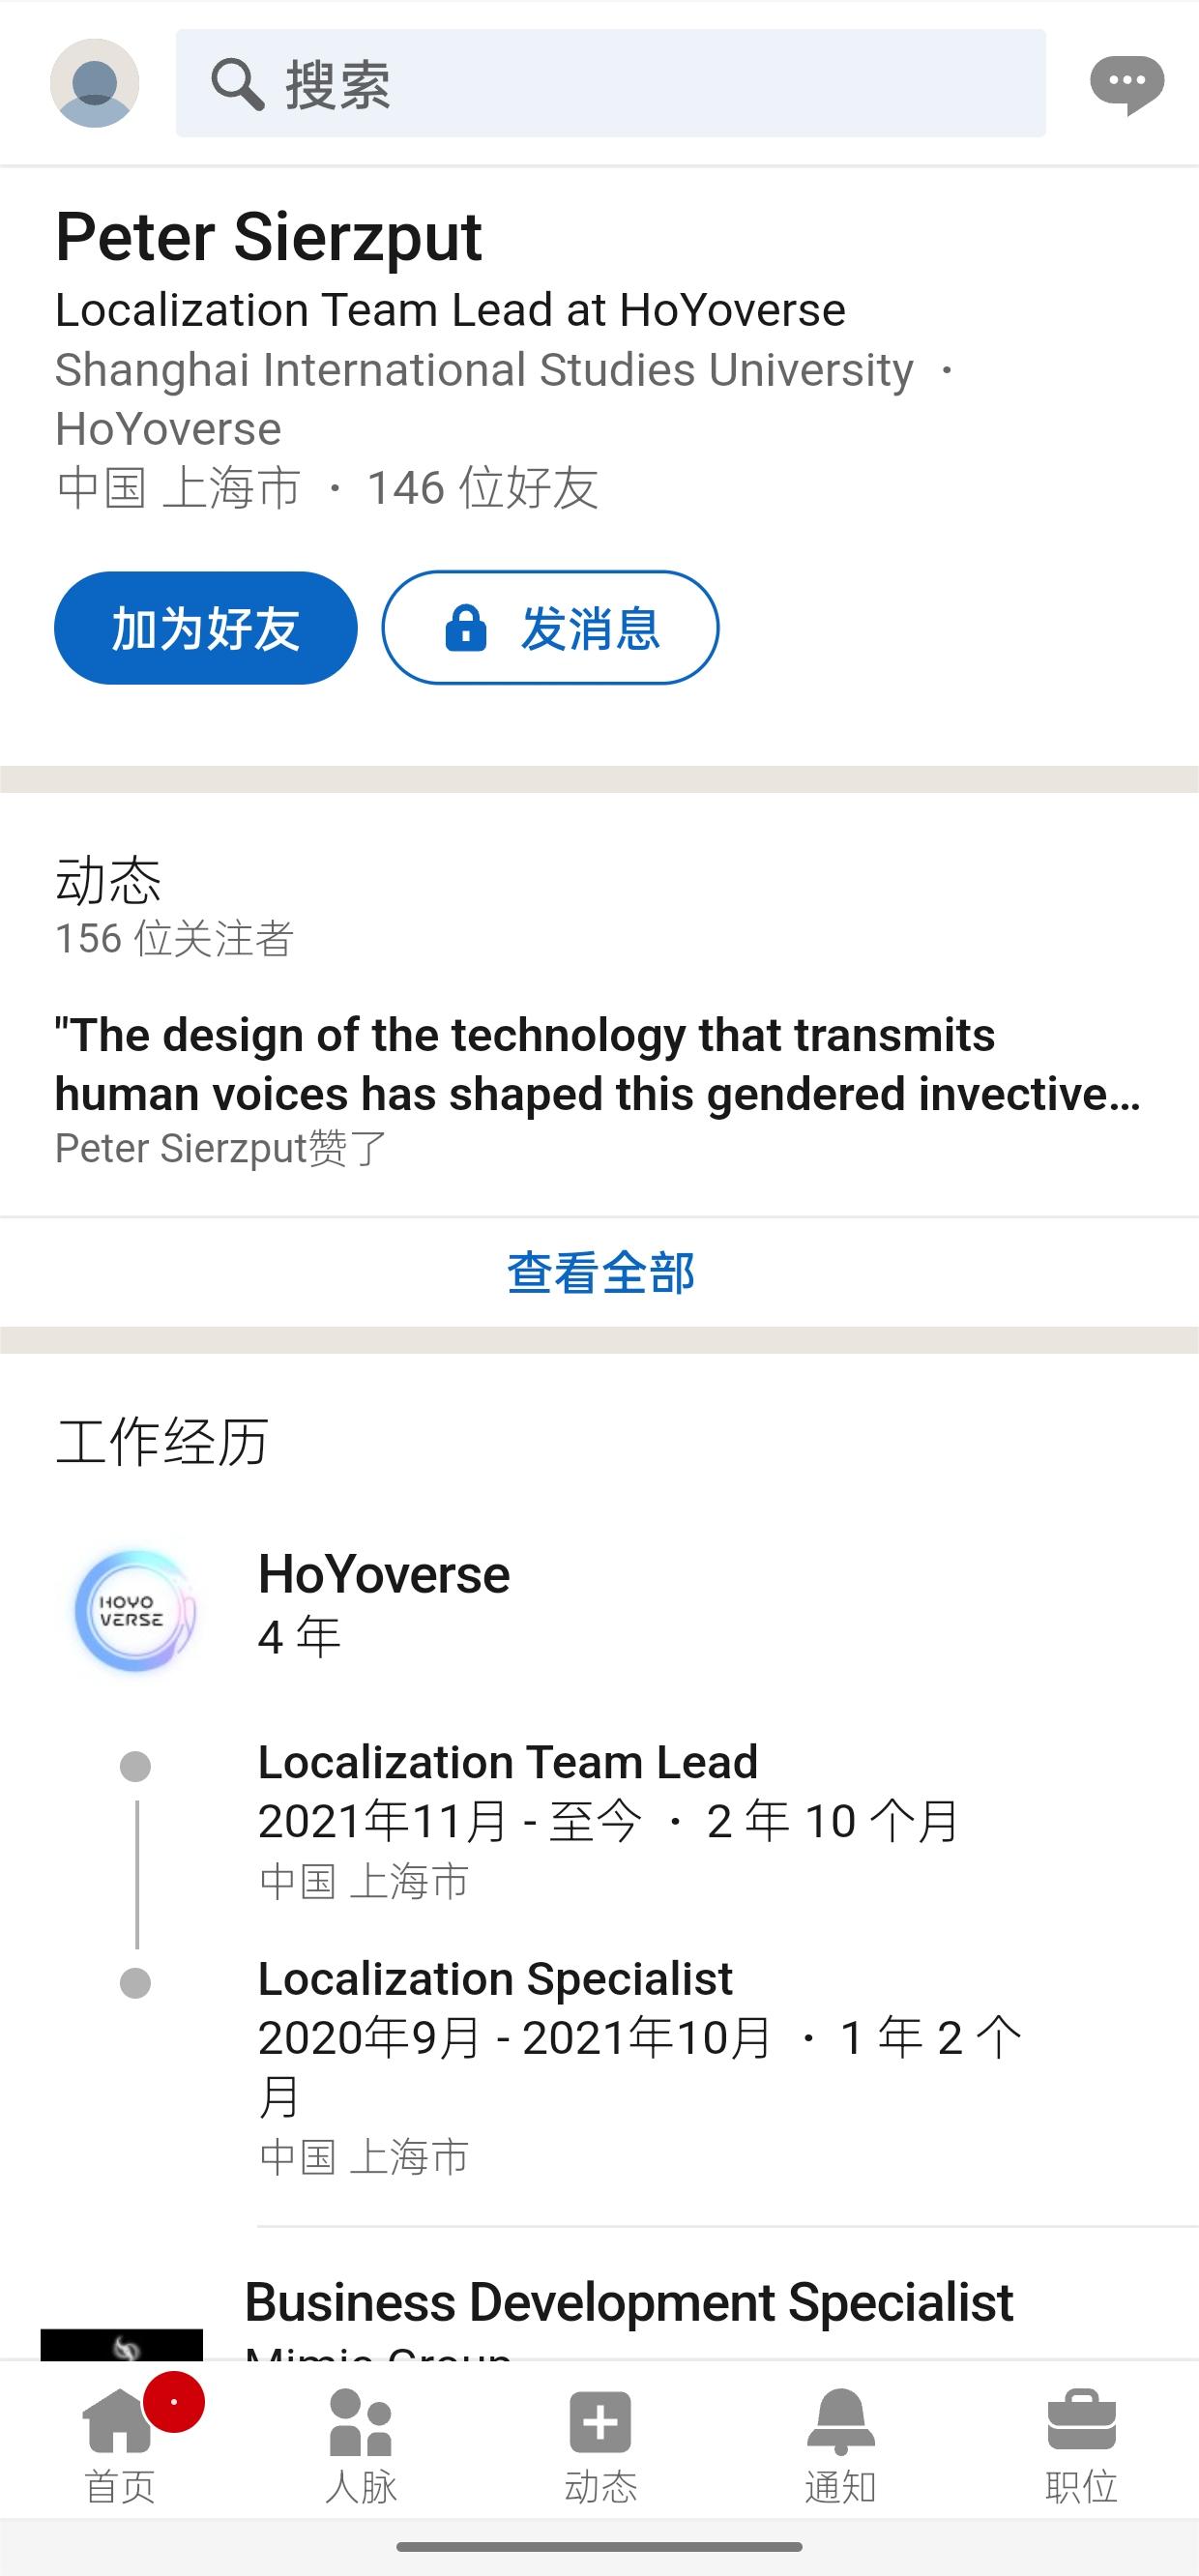 搜索
Peter Sierzput
Localization Team Lead at HoYoverse
Shanghai International Studies University ·
HoYoverse
中国 上海市 · 146 位好友
加为好友
发消息
动态
156 位关注者
"The design of the technology that transmits
human voices has shaped this gendered invective…
Peter Sierzput赞了
查看全部
工作经历
HOYO
VERSE
HoYoverse
4 年
Localization Team Lead
2021年11月 - 至今 · 2 年 10 个月
中国 上海市
Localization Specialist
2020年9月 - 2021年10月 · 1 年 2 个
月
中国 上海市
Business Development Specialist
Mimic Group
首页
人脉
动态
通知
职位